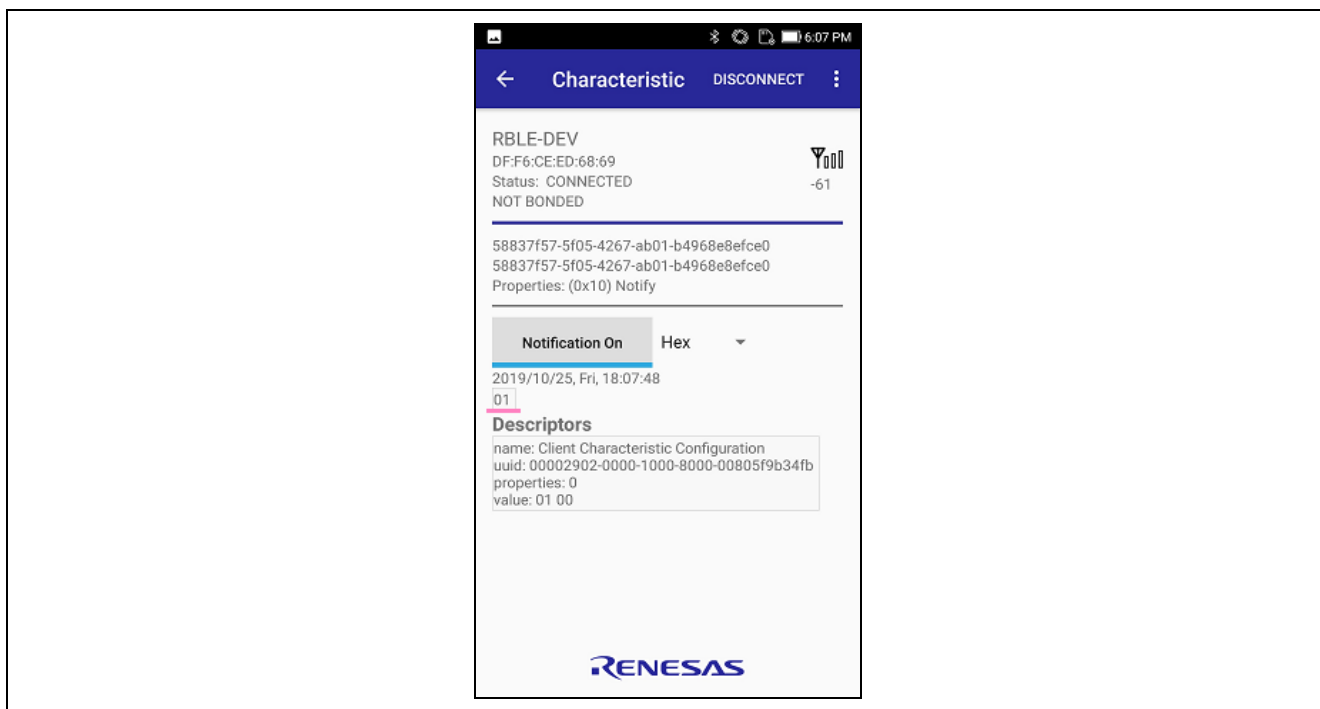 6:07 PM
Characteristic DISCONNECT
RBLE-DEV
DF:F6:CE:ED:68:69
Status: CONNECTED
-61
NOT BONDED
58837f57-5f05-4267-ab01-b4968e8efce0
58837f57-5f05-4267-ab01-b4968e8efce0
Properties: (0x10) Notify
Notification On Hex
2019/10/25, Fri, 18:07:48
01
Descriptors
name: Client Characteristic Configuration
uuid: 00002902-0000-1000-8000-00805f9b34fb
properties: 0
value: 01 00
RENESAS